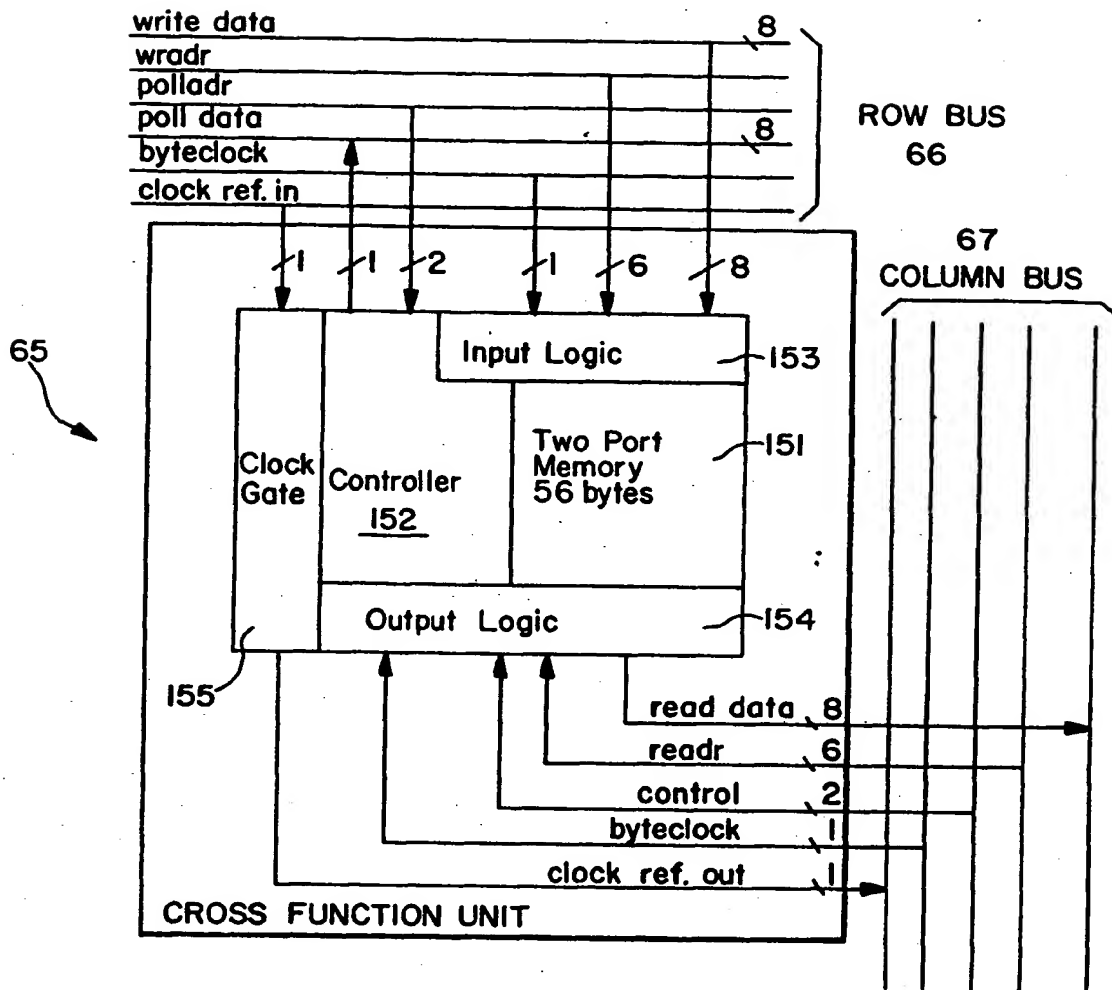 write data 8
wradr
polladr
poll data 8
byteclock
clock ref. in
ROW BUS
66
1 1 2 1 6 8
67
COLUMN BUS
65
Input Logic
153
Clock
Gate
Controller
152
Two Port
Memory
56 bytes
151
Output Logic
154
155
read data 8
readr 6
control 2
byteclock 1
clock ref. out 1
CROSS FUNCTION UNIT